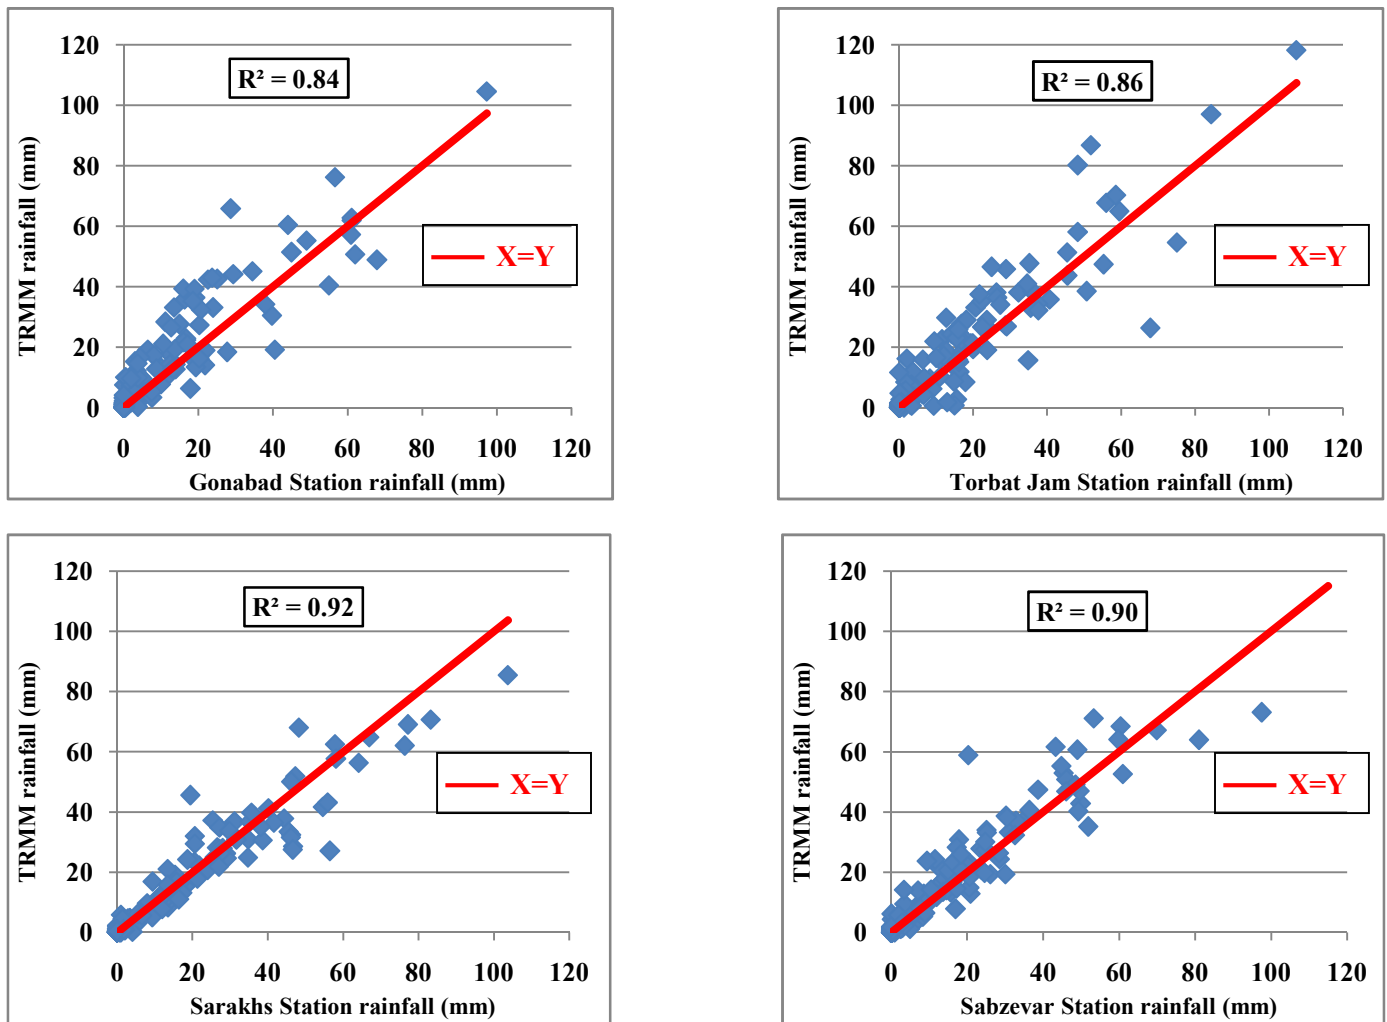 120
100
80
60
40
20
0
TRMM rainfall (mm)
R² = 0.84
X=Y
0 20 40 60 80 100 120
Gonabad Station rainfall (mm)
120
100
80
60
40
20
0
TRMM rainfall (mm)
R² = 0.86
X=Y
0 20 40 60 80 100 120
Torbat Jam Station rainfall (mm)
120
100
80
60
40
20
0
TRMM rainfall (mm)
R² = 0.92
X=Y
0 20 40 60 80 100 120
Sarakhs Station rainfall (mm)
120
100
80
60
40
20
0
TRMM rainfall (mm)
R² = 0.90
X=Y
0 20 40 60 80 100 120
Sabzevar Station rainfall (mm)